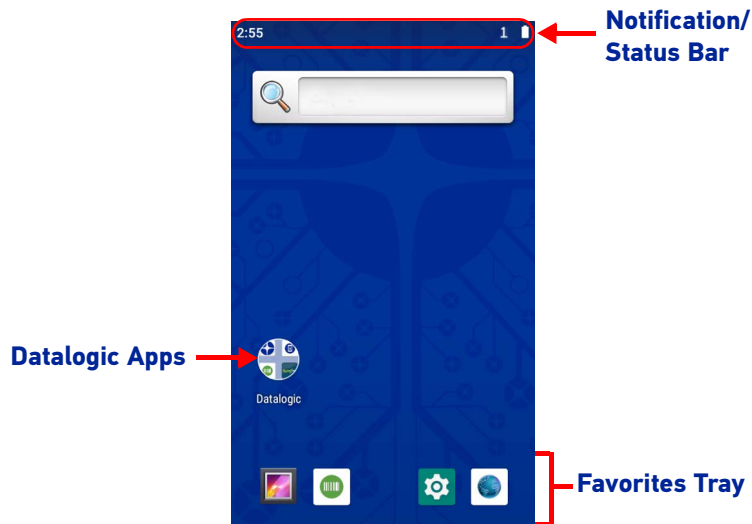 Notification/
Status Bar
2:55
1
Datalogic Apps
Datalogic
Favorites Tray